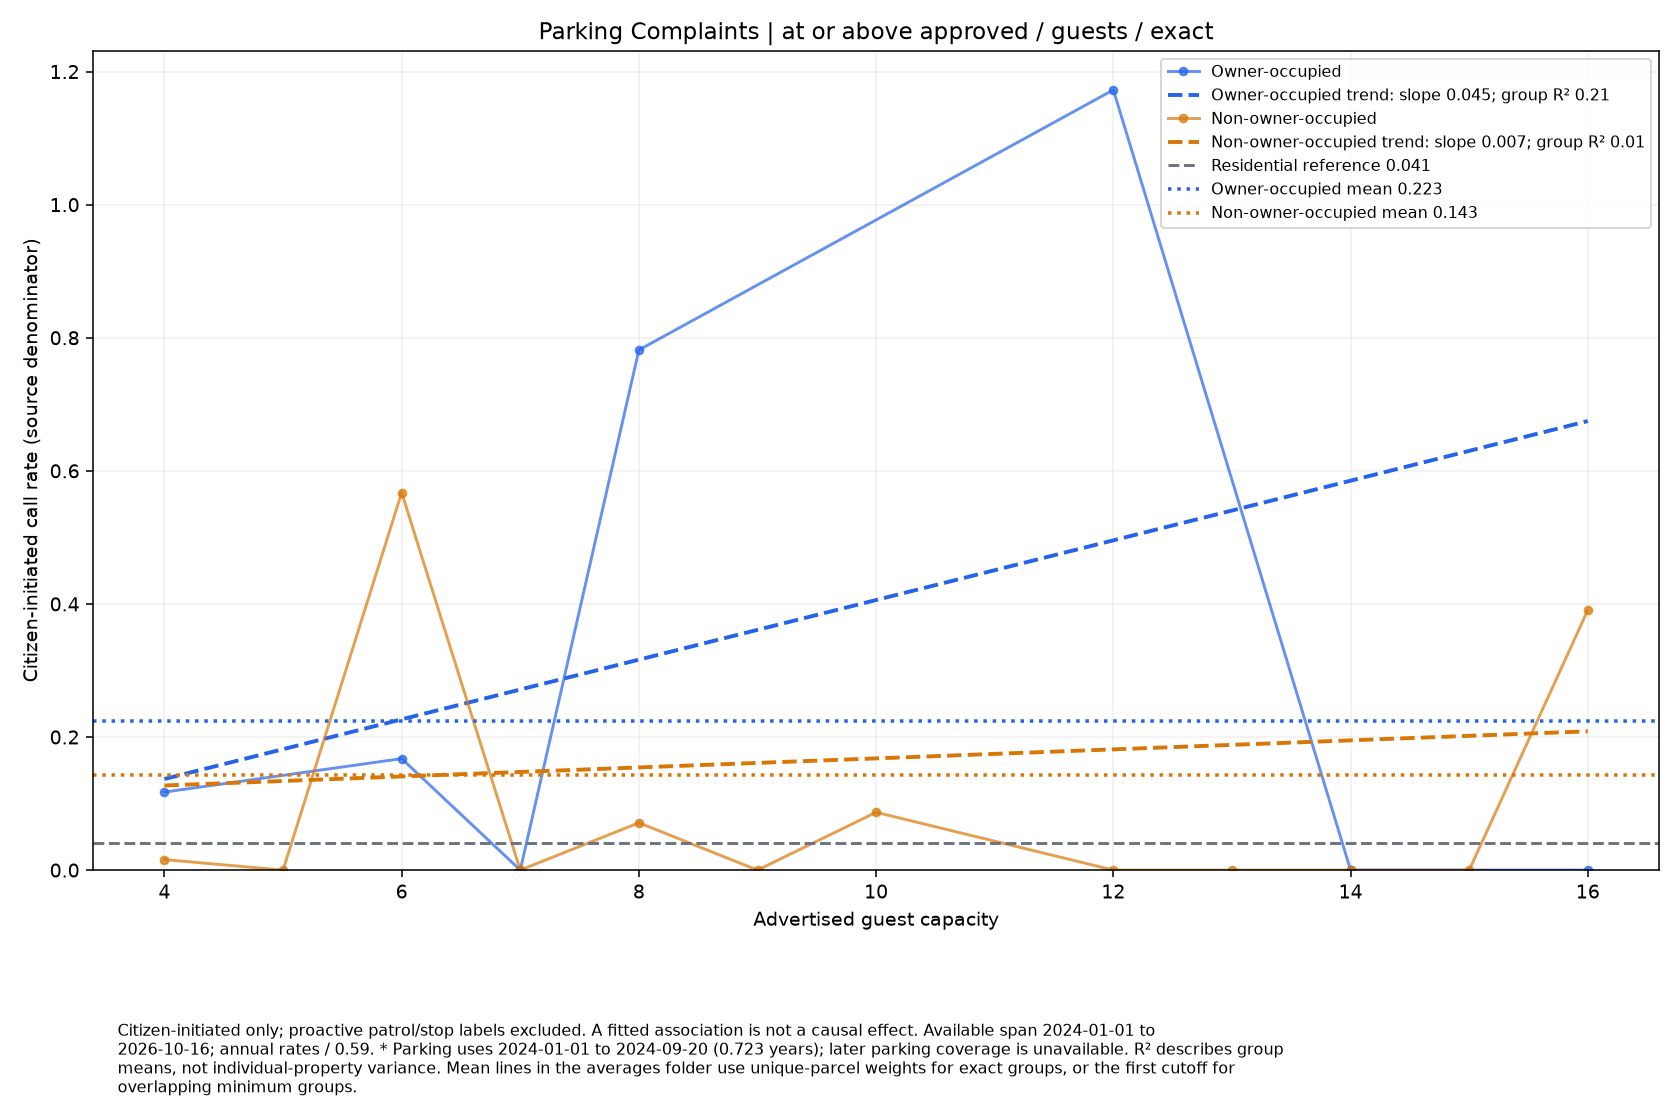 Parking Complaints | at or above approved / guests / exact
Owner-occupied
Owner-occupied trend: slope 0.045; group R² 0.21
Non-owner-occupied
Non-owner-occupied trend: slope 0.007; group R² 0.01
Residential reference 0.041
Owner-occupied mean 0.223
Non-owner-occupied mean 0.143
Citizen-initiated call rate (source denominator)
1.2
1.0
0.8
0.6
0.4
0.2
0.0
4 6 8 10 12 14 16
Advertised guest capacity
Citizen-initiated only; proactive patrol/stop labels excluded. A fitted association is not a causal effect. Available span 2024-01-01 to
2026-10-16; annual rates / 0.59. * Parking uses 2024-01-01 to 2024-09-20 (0.723 years); later parking coverage is unavailable. R² describes group
means, not individual-property variance. Mean lines in the averages folder use unique-parcel weights for exact groups, or the first cutoff for
overlapping minimum groups.